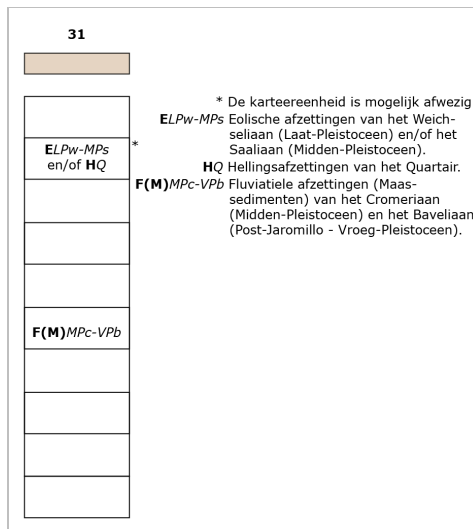 31
* De karteereenheid is mogelijk afwezig
ELPw-MPs Eolische afzettingen van het Weich-
seliaan (Laat-Pleistoceen) en/of het
Saaliaan (Midden-Pleistoceen).
HQ Hellingsafzettingen van het Quartair.
F(M)MPc-VPb Fluviatiele afzettingen (Maas-
sedimenten) van het Cromeriaan
(Midden-Pleistoceen) en het Baveliaan
(Post-Jaromillo - Vroeg-Pleistoceen).
ELPw-MPs *
en/of HQ
F(M)MPc-VPb